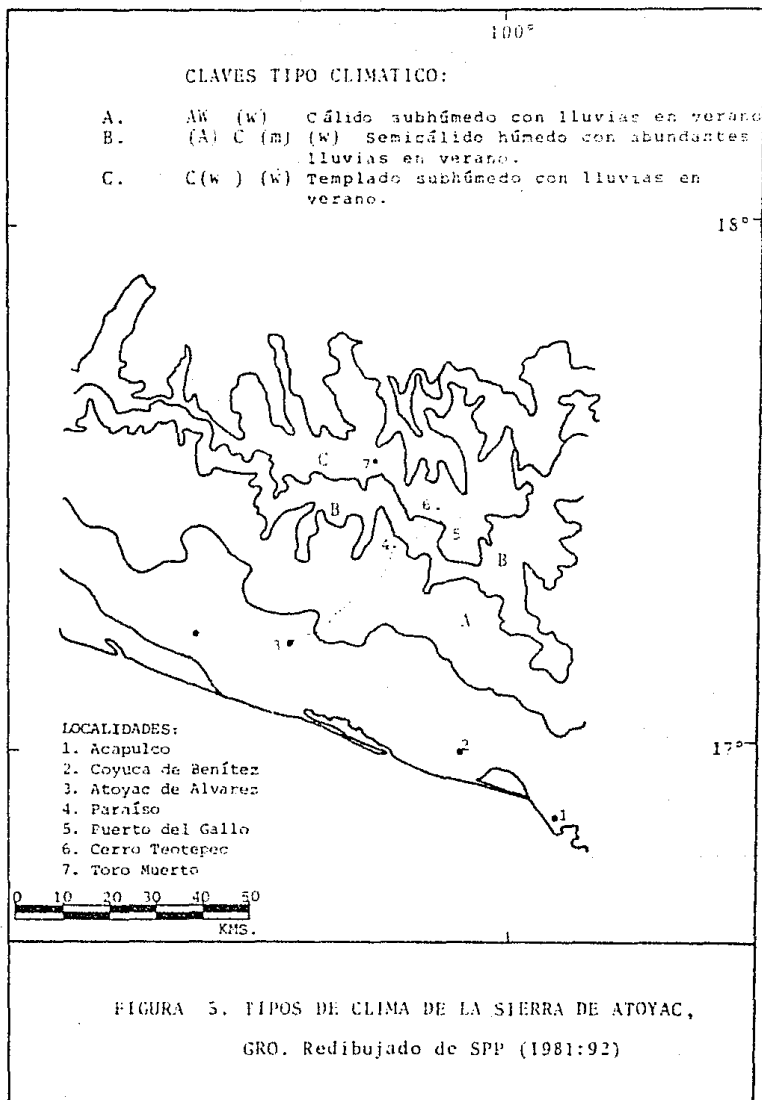 100°
CLAVES TIPO CLIMATICO:
A. AW (w) Cálido subhúmedo con lluvias en verano
B. (A) C (m) (w) Semicálido húmedo con abundantes
lluvias en verano.
C. C(w ) (w) Templado subhúmedo con lluvias en
verano.
18°
C
7
6.
B
5
4.
B
A
3
2
17°
1
LOCALIDADES:
1. Acapulco
2. Coyuca de Benítez
3. Atoyac de Alvarez
4. Paraíso
5. Puerto del Gallo
6. Cerro Teotepec
7. Toro Muerto
0 10 20 30 40 50
KMS.
FIGURA 3. TIPOS DE CLIMA DE LA SIERRA DE ATOYAC,
GRO. Redibujado de SPP (1981:92)